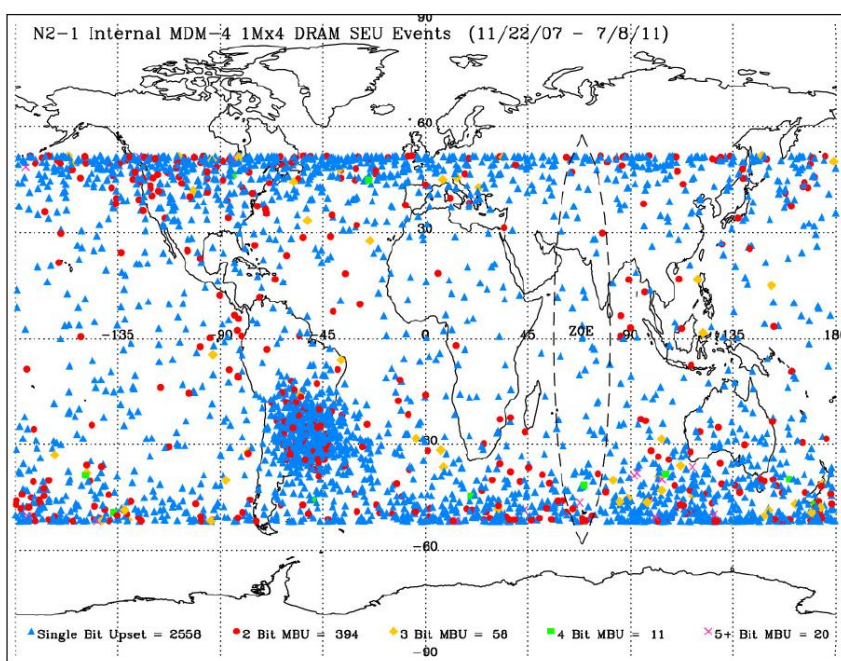 90
N2-1 Internal MDM-4 1Mx4 DRAM SEU Events (11/22/07 - 7/8/11)
60
30
-135 -90 -45 0 45 ZOE 90 135 180
-30
-60
Single Bit Upset = 2558 2 Bit MBU = 394 3 Bit MBU = 58 4 Bit MBU = 11 5+ Bit MBU = 20
-90